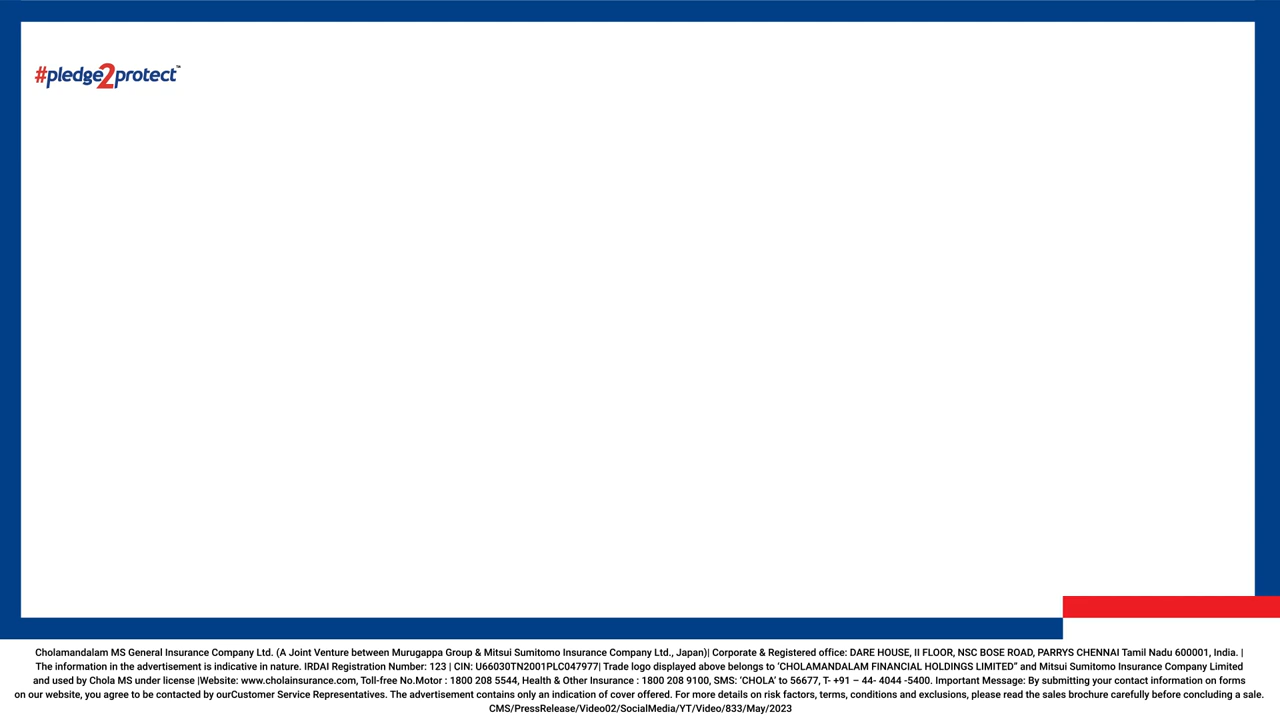 #pledge2protect™
Cholamandalam MS General Insurance Company Ltd. (A Joint Venture between Murugappa Group & Mitsui Sumitomo Insurance Company Ltd., Japan)| Corporate & Registered office: DARE HOUSE, II FLOOR, NSC BOSE ROAD, PARRYS CHENNAI Tamil Nadu 600001, India. |
The information in the advertisement is indicative in nature. IRDAI Registration Number: 123 | CIN: U66030TN2001PLC047977| Trade logo displayed above belongs to ‘CHOLAMANDALAM FINANCIAL HOLDINGS LIMITED” and Mitsui Sumitomo Insurance Company Limited
and used by Chola MS under license |Website: www.cholainsurance.com, Toll-free No.Motor : 1800 208 5544, Health & Other Insurance : 1800 208 9100, SMS: ‘CHOLA’ to 56677, T- +91 – 44- 4044 -5400. Important Message: By submitting your contact information on forms
on our website, you agree to be contacted by ourCustomer Service Representatives. The advertisement contains only an indication of cover offered. For more details on risk factors, terms, conditions and exclusions, please read the sales brochure carefully before concluding a sale.
CMS/PressRelease/Video02/SocialMedia/YT/Video/833/May/2023